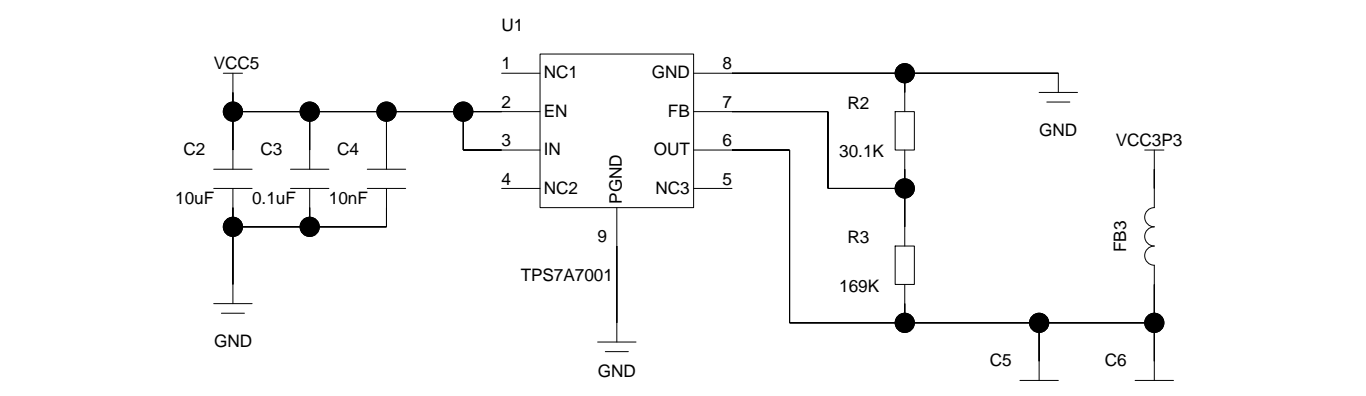 U1
VCC5
1 NC1 GND 8
2 EN FB 7
3 IN OUT 6
4 NC2 NC3 5
PGND
9
TPS7A7001
GND
C2 C3 C4
10uF 0.1uF 10nF
GND
R2
30.1K
GND
VCC3P3
R3
169K
FB3
C5 C6